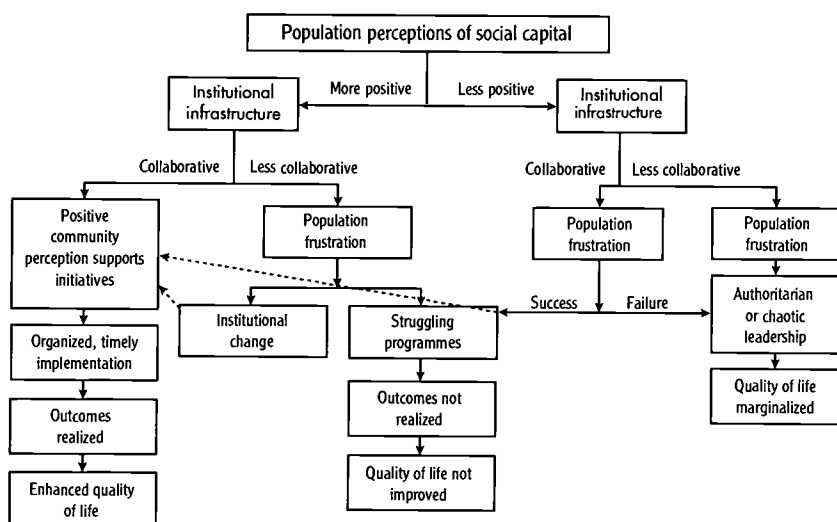 Population perceptions of social capital
Institutional
infrastructure
More positive
Less positive
Institutional
infrastructure
Collaborative
Less collaborative
Collaborative
Less collaborative
Positive
community
perception supports
initiatives
Population
frustration
Population
frustration
Population
frustration
Institutional
change
Struggling
programmes
Success
Failure
Authoritarian
or chaotic
leadership
Organized, timely
implementation
Outcomes
realized
Outcomes not
realized
Quality of life
marginalized
Enhanced quality
of life
Quality of life not
improved